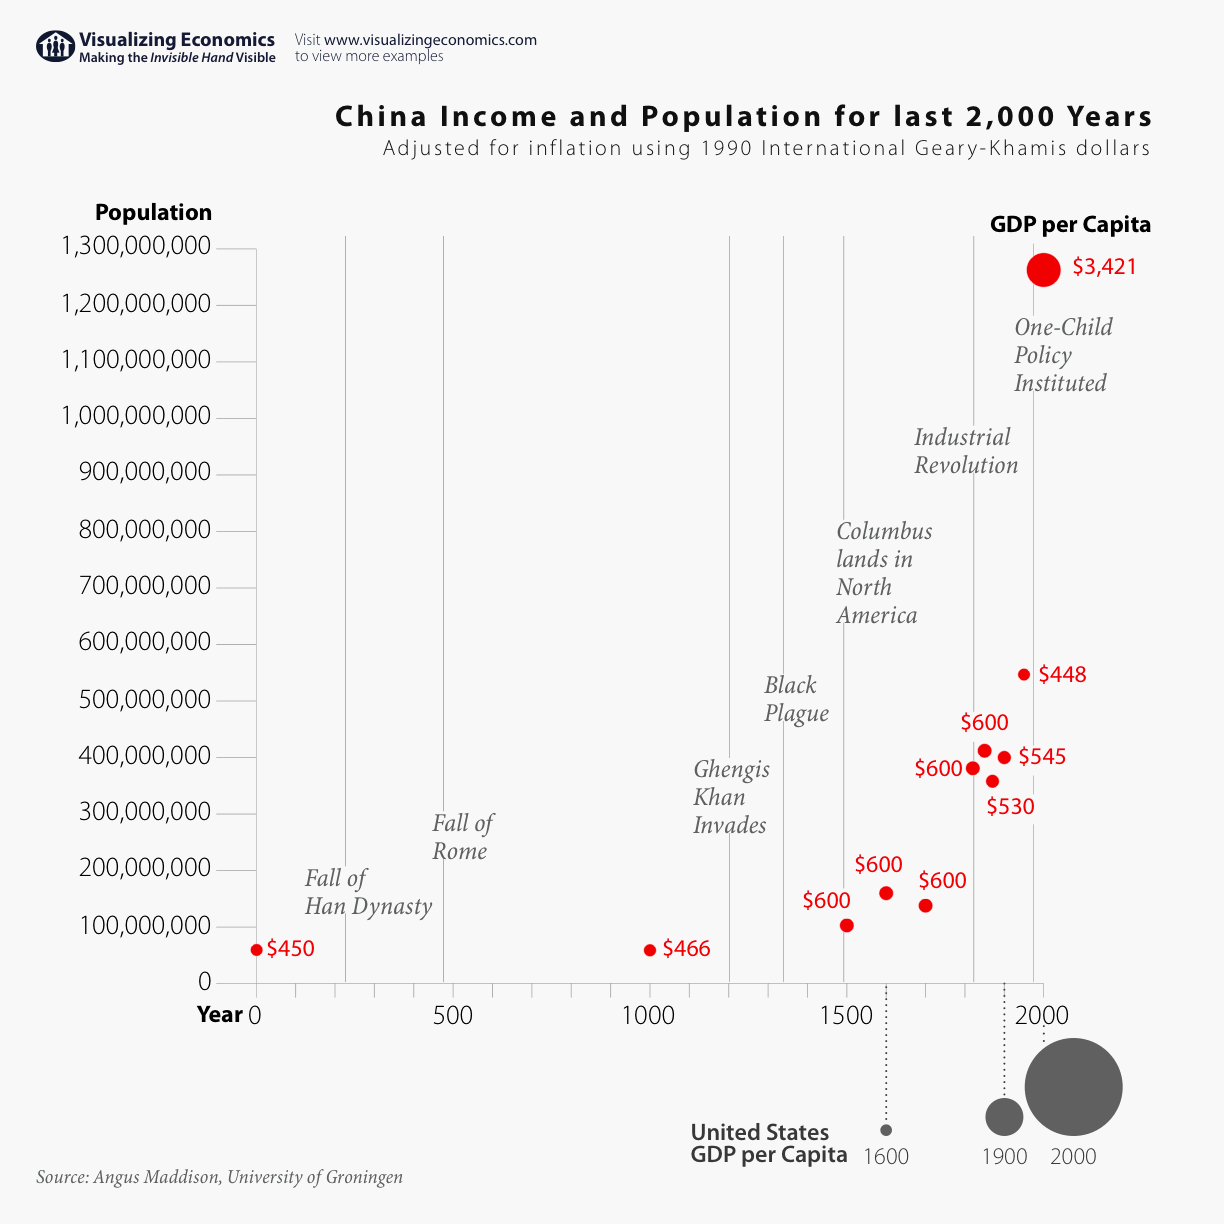 Visualizing Economics
Making the Invisible Hand Visible
Visit www.visualizingeconomics.com
to view more examples
China Income and Population for last 2,000 Years
Adjusted for inflation using 1990 International Geary-Khamis dollars
Population
GDP per Capita
1,300,000,000
1,200,000,000
1,100,000,000
1,000,000,000
900,000,000
800,000,000
700,000,000
600,000,000
500,000,000
400,000,000
300,000,000
200,000,000
100,000,000
0
$3,421
One-Child
Policy
Instituted
Industrial
Revolution
Columbus
lands in
North
America
Black
Plague
Ghengis
Khan
Invades
Fall of
Rome
Fall of
Han Dynasty
$448
$600
$545
$600
$530
$600
$600
$600
$450
$466
Year 0
500
1000
1500
2000
United States
GDP per Capita
1600
1900
2000
Source: Angus Maddison, University of Groningen